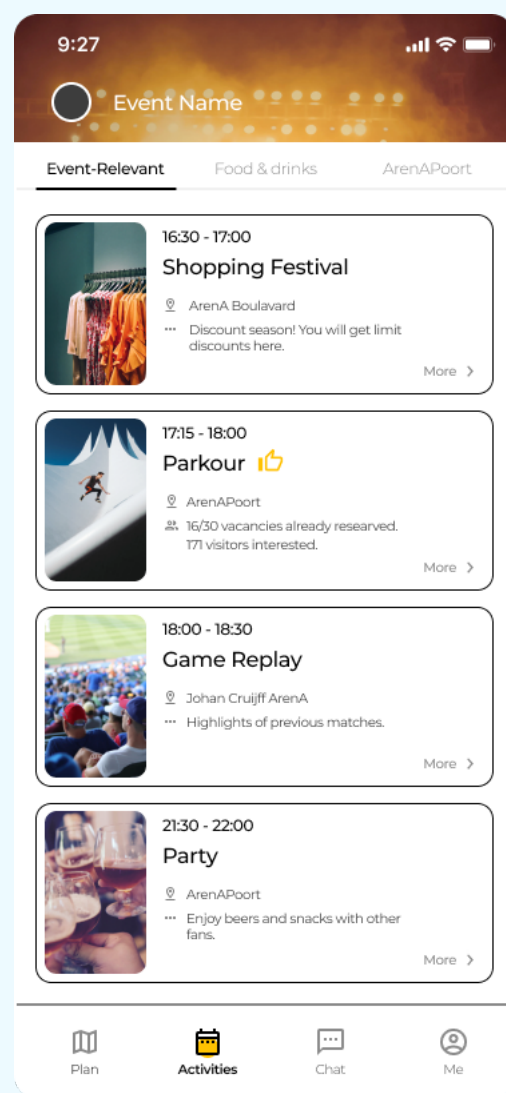 9:27
Event Name
Event-Relevant
Food & drinks
ArenAPoort
16:30 - 17:00
Shopping Festival
ArenA Boulavard
Discount season! You will get limit
discounts here.
More
17:15 - 18:00
Parkour
ArenAPoort
16/30 vacancies already researved.
171 visitors interested.
More
18:00 - 18:30
Game Replay
Johan Cruijff ArenA
Highlights of previous matches.
More
21:30 - 22:00
Party
ArenAPoort
Enjoy beers and snacks with other
fans.
More
Plan
Activities
Chat
Me